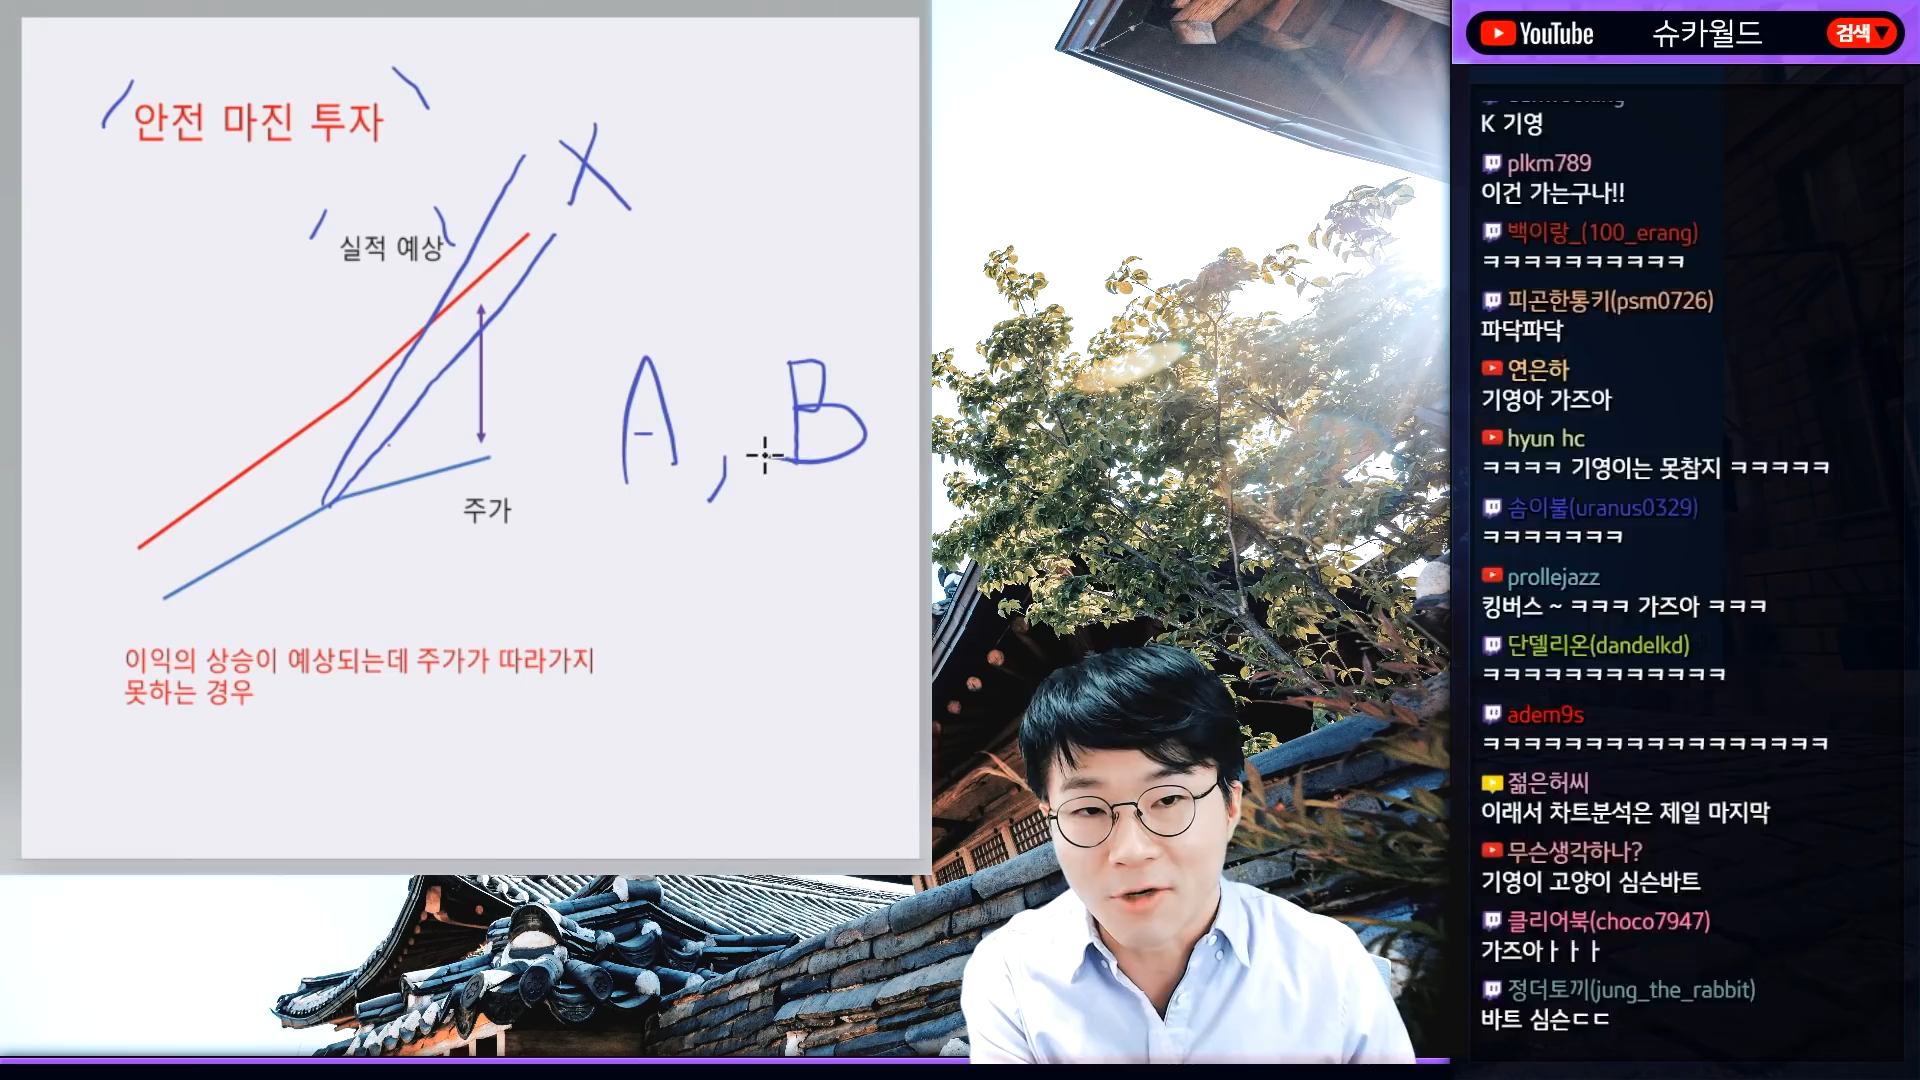 안전 마진 투자
X
실적 예상
A, B
주가
이익의 상승이 예상되는데 주가가 따라가지
못하는 경우
YouTube 슈카월드 검색
K 기영
plkm789
이건 가는구나!!
백이랑_(100_erang)
ㅋㅋㅋㅋㅋㅋㅋㅋㅋㅋ
피곤한통키(psm0726)
파닥파닥
연은하
기영아 가즈아
hyun hc
ㅋㅋㅋㅋ 기영이는 못참지 ㅋㅋㅋㅋㅋ
솜이불(uranus0329)
ㅋㅋㅋㅋㅋㅋㅋ
prollejazz
킹버스 ~ ㅋㅋㅋ 가즈아 ㅋㅋㅋ
단델리온(dandelkd)
ㅋㅋㅋㅋㅋㅋㅋㅋㅋㅋㅋㅋ
adem9s
ㅋㅋㅋㅋㅋㅋㅋㅋㅋㅋㅋㅋㅋㅋㅋㅋㅋ
젊은허씨
이래서 차트분석은 제일 마지막
무슨생각하나?
기영이 고양이 심슨바트
클리어북(choco7947)
가즈아ㅏㅏㅏ
정더토끼(jung_the_rabbit)
바트 심슨ㄷㄷ